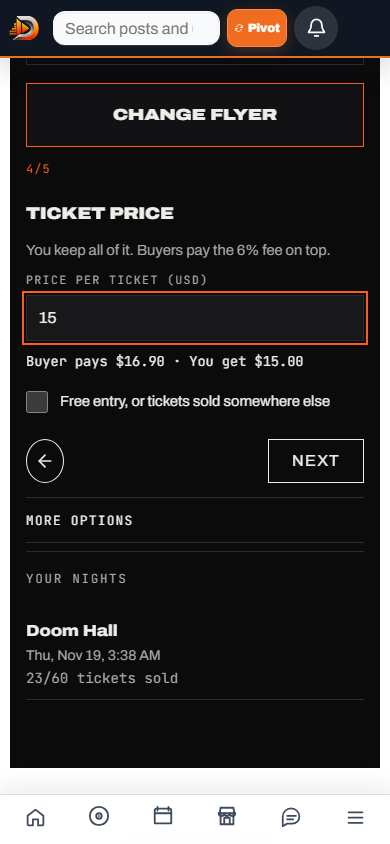 Search posts and
Pivot
CHANGE FLYER
4/5
TICKET PRICE
You keep all of it. Buyers pay the 6% fee on top.
PRICE PER TICKET (USD)
15
Buyer pays $16.90 · You get $15.00
Free entry, or tickets sold somewhere else
NEXT
MORE OPTIONS
YOUR NIGHTS
Doom Hall
Thu, Nov 19, 3:38 AM
23/60 tickets sold